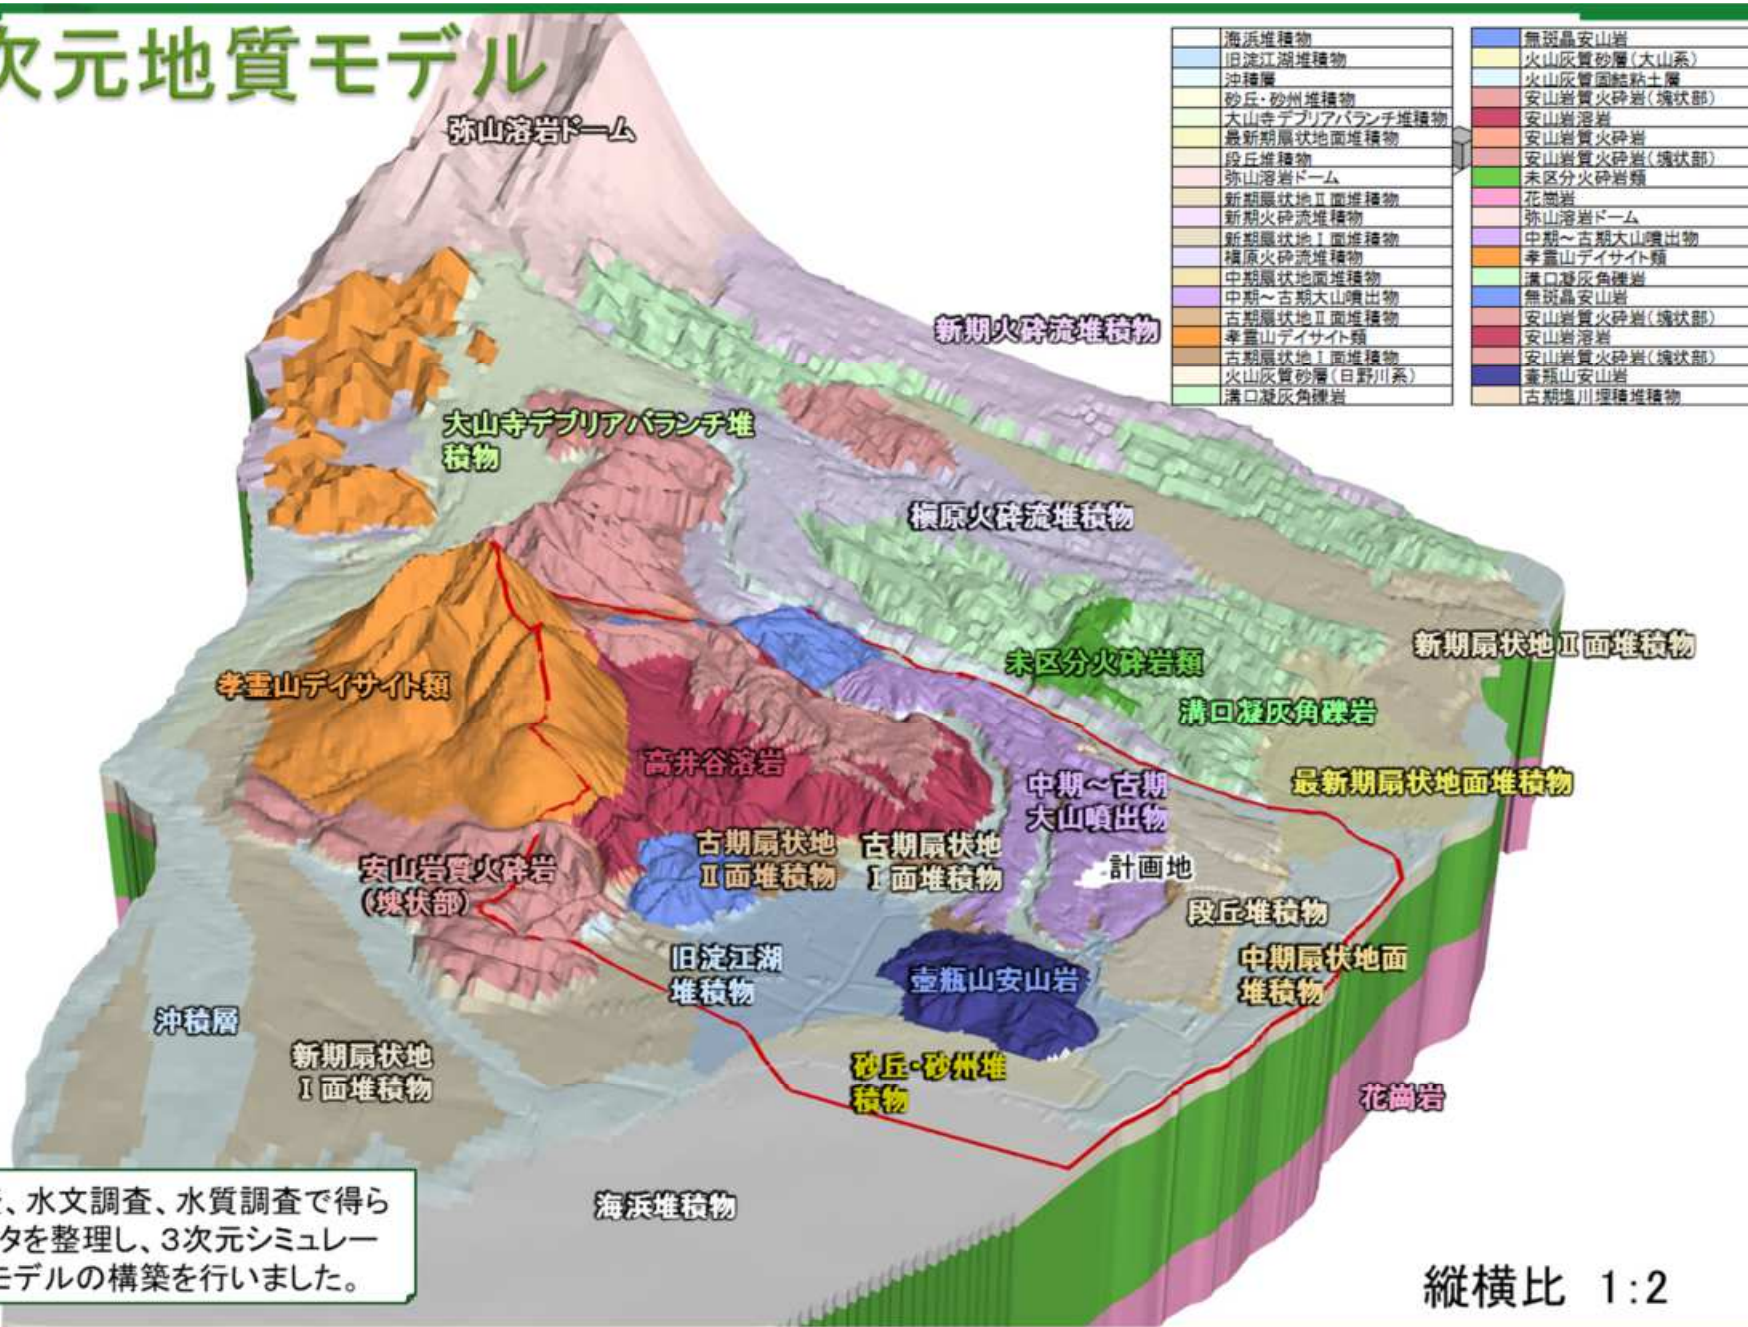 次元地質モデル
海浜堆積物
旧淀江湖堆積物
沖積層
砂丘・砂州堆積物
大山寺デブリアバランチ堆積物
最新期扇状地面堆積物
段丘堆積物
弥山溶岩ドーム
新期扇状地Ⅱ面堆積物
新期火砕流堆積物
新期扇状地Ⅰ面堆積物
槇原火砕流堆積物
中期扇状地面堆積物
中期～古期大山噴出物
古期扇状地Ⅱ面堆積物
孝霊山デイサイト類
古期扇状地Ⅰ面堆積物
火山灰質砂層(日野川系)
溝口凝灰角礫岩
無斑晶安山岩
火山灰質砂層(大山系)
火山灰質固結粘土層
安山岩質火砕岩(塊状部)
安山岩溶岩
安山岩質火砕岩
安山岩質火砕岩(塊状部)
未区分火砕岩類
花崗岩
弥山溶岩ドーム
中期～古期大山噴出物
孝霊山デイサイト類
溝口凝灰角礫岩
無斑晶安山岩
安山岩質火砕岩(塊状部)
安山岩溶岩
安山岩質火砕岩(塊状部)
壷瓶山安山岩
古期塩川埋積堆積物
弥山溶岩ドーム
新期火砕流堆積物
大山寺デブリアバランチ堆
積物
槇原火砕流堆積物
新期扇状地Ⅱ面堆積物
未区分火砕岩類
孝霊山デイサイト類
溝口凝灰角礫岩
高井谷溶岩
最新期扇状地面堆積物
中期～古期
大山噴出物
古期扇状地
Ⅱ面堆積物
古期扇状地
Ⅰ面堆積物
計画地
安山岩質火砕岩
(塊状部)
段丘堆積物
旧淀江湖
堆積物
壷瓶山安山岩
中期扇状地面
堆積物
沖積層
新期扇状地
Ⅰ面堆積物
砂丘・砂州堆
積物
花崗岩
海浜堆積物
、水文調査、水質調査で得ら
タを整理し、3次元シミュレー
モデルの構築を行いました。
縦横比 1:2